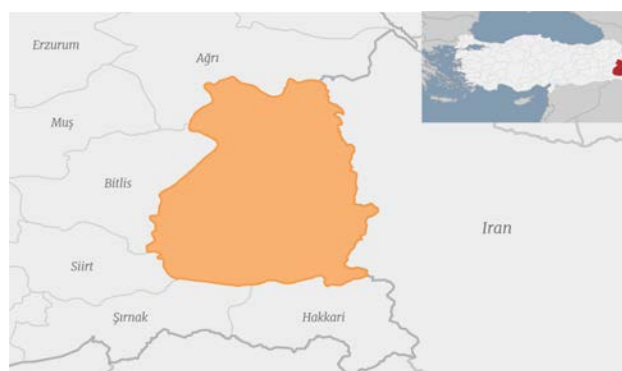 Erzurum
Ağrı
Muş
Bitlis
Iran
Siirt
Şırnak
Hakkari